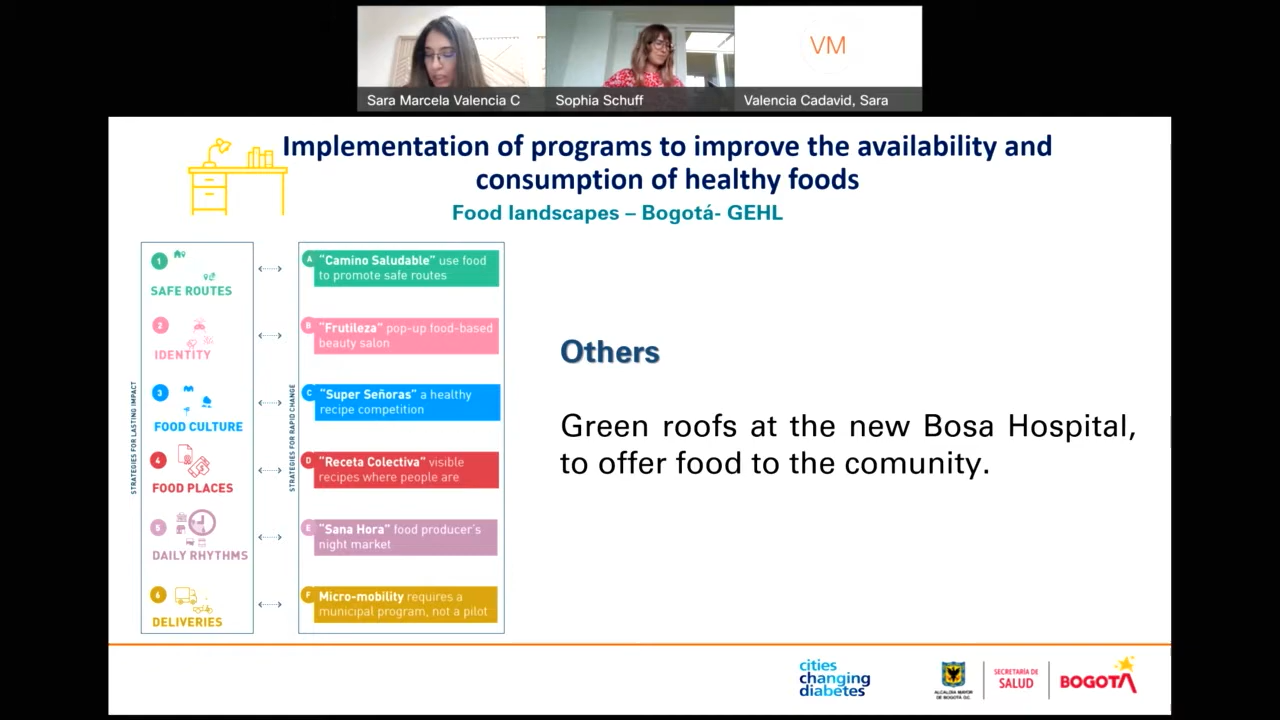 VM
Sara Marcela Valencia C
Sophia Schuff
Valencia Cadavid, Sara
Implementation of programs to improve the availability and
consumption of healthy foods
Food landscapes – Bogotá- GEHL
STRATEGIES FOR LASTING IMPACT
1
SAFE ROUTES
2
IDENTITY
3
FOOD CULTURE
4
FOOD PLACES
5
DAILY RHYTHMS
6
DELIVERIES
STRATEGIES FOR RAPID CHANGE
A
"Camino Saludable" use food
to promote safe routes
B
"Frutileza" pop-up food-based
beauty salon
C
"Super Señoras" a healthy
recipe competition
D
"Receta Colectiva" visible
recipes where people are
E
"Sana Hora" food producer's
night market
F
Micro-mobility requires a
municipal program, not a pilot
Others
Green roofs at the new Bosa Hospital,
to offer food to the comunity.
cities
changing
diabetes
ALCALDÍA MAYOR
DE BOGOTÁ D.C.
SECRETARÍA DE
SALUD
BOGOTÁ